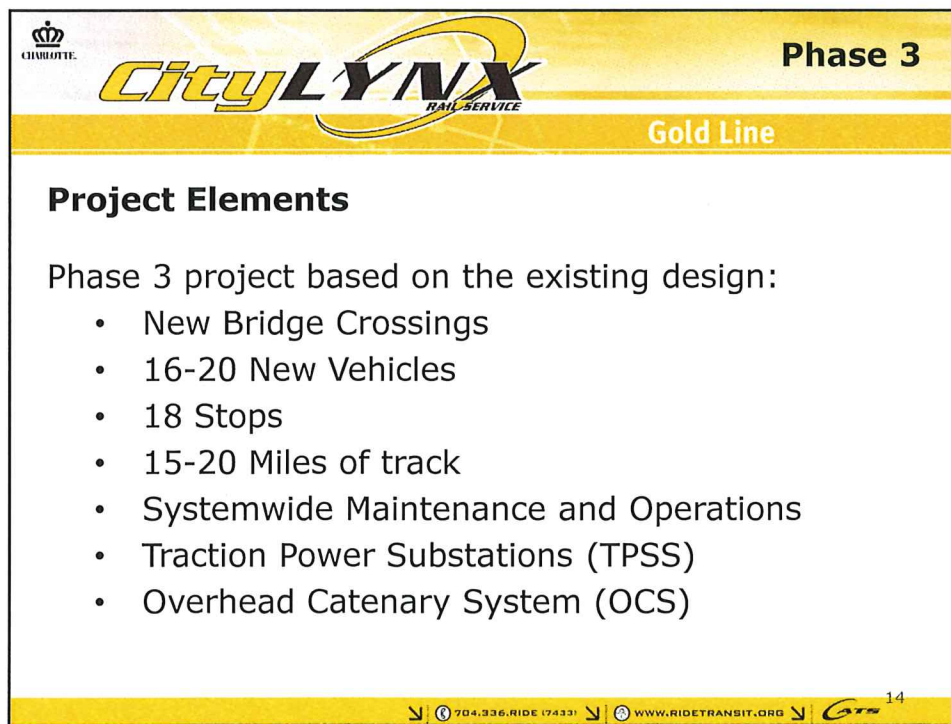 CHARLOTTE.
CityLYNX
RAIL SERVICE
Phase 3
Gold Line
Project Elements
Phase 3 project based on the existing design:
• New Bridge Crossings
• 16-20 New Vehicles
• 18 Stops
• 15-20 Miles of track
• Systemwide Maintenance and Operations
• Traction Power Substations (TPSS)
• Overhead Catenary System (OCS)
704.336.RIDE (7433) WWW.RIDETRANSIT.ORG CATS 14